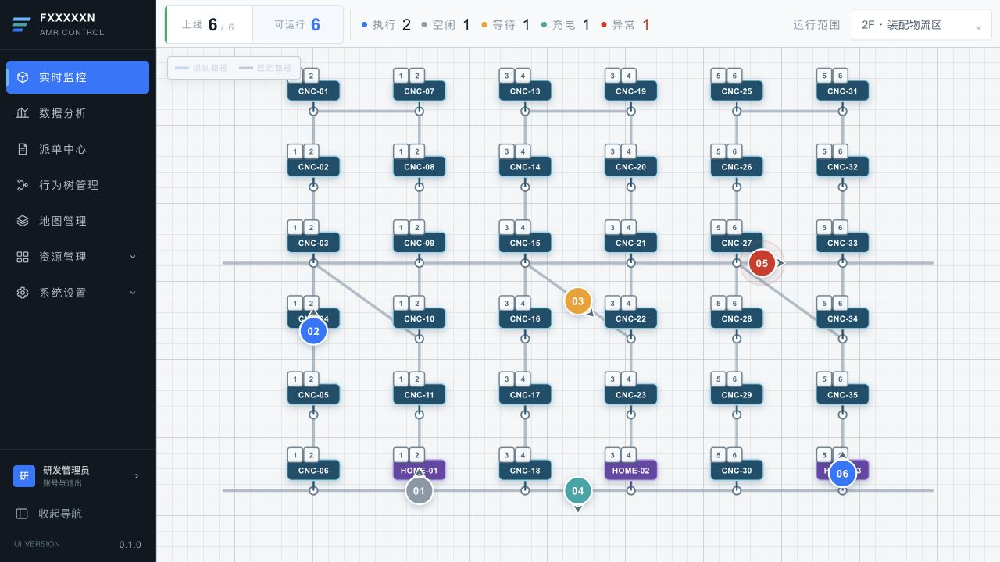 FXXXXXN
AMR CONTROL
实时监控
数据分析
派单中心
行为树管理
地图管理
资源管理
系统设置
研
研发管理员
账号与退出
收起导航
UI VERSION 0.1.0
上线 6 / 6
可运行 6
执行 2 空闲 1 等待 1 充电 1 异常 1
运行范围 2F · 装配物流区
规划路径 已走路径
2 1 2 3 4 3 4 5 6 5 6
CNC-01 CNC-07 CNC-13 CNC-19 CNC-25 CNC-31
1 2 1 2 3 4 3 4 5 6 5 6
CNC-02 CNC-08 CNC-14 CNC-20 CNC-26 CNC-32
1 2 1 2 3 4 3 4 5 6 5 6
CNC-03 CNC-09 CNC-15 CNC-21 CNC-27 CNC-33
05
03
1 2 1 2 3 4 3 4 5 6 5 6
CNC-10 CNC-16 CNC-22 CNC-28 CNC-34
02
1 2 1 2 3 4 3 4 5 6 5 6
CNC-05 CNC-11 CNC-17 CNC-23 CNC-29 CNC-35
1 2 1 2 3 4 3 4 5 6 5
CNC-06 HOME-01 CNC-18 HOME-02 CNC-30
06
01 04